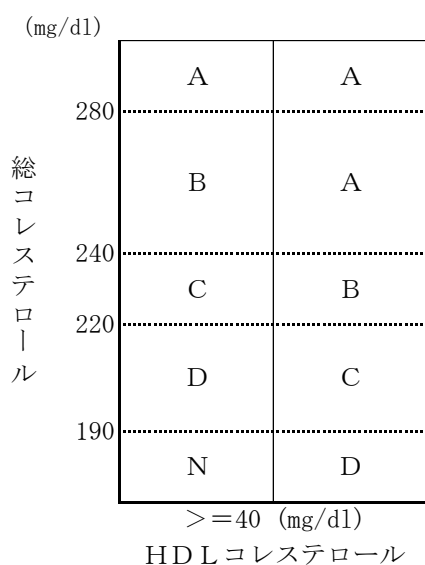 (mg/dl)
A A
280
B A
240
C B
220
D C
190
N D
総コレステロール
＞＝40 (mg/dl)
ＨＤＬコレステロール